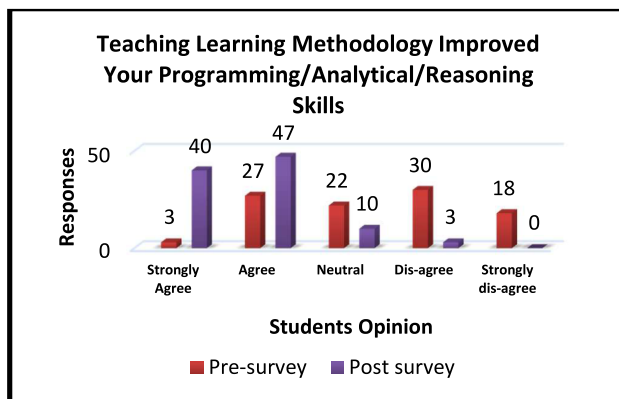 Teaching Learning Methodology Improved
Your Programming/Analytical/Reasoning
Skills
Responses
50
0
3
40
27
47
22
10
30
3
18
0
Strongly
Agree
Agree
Neutral
Dis-agree
Strongly
dis-agree
Students Opinion
Pre-survey
Post survey